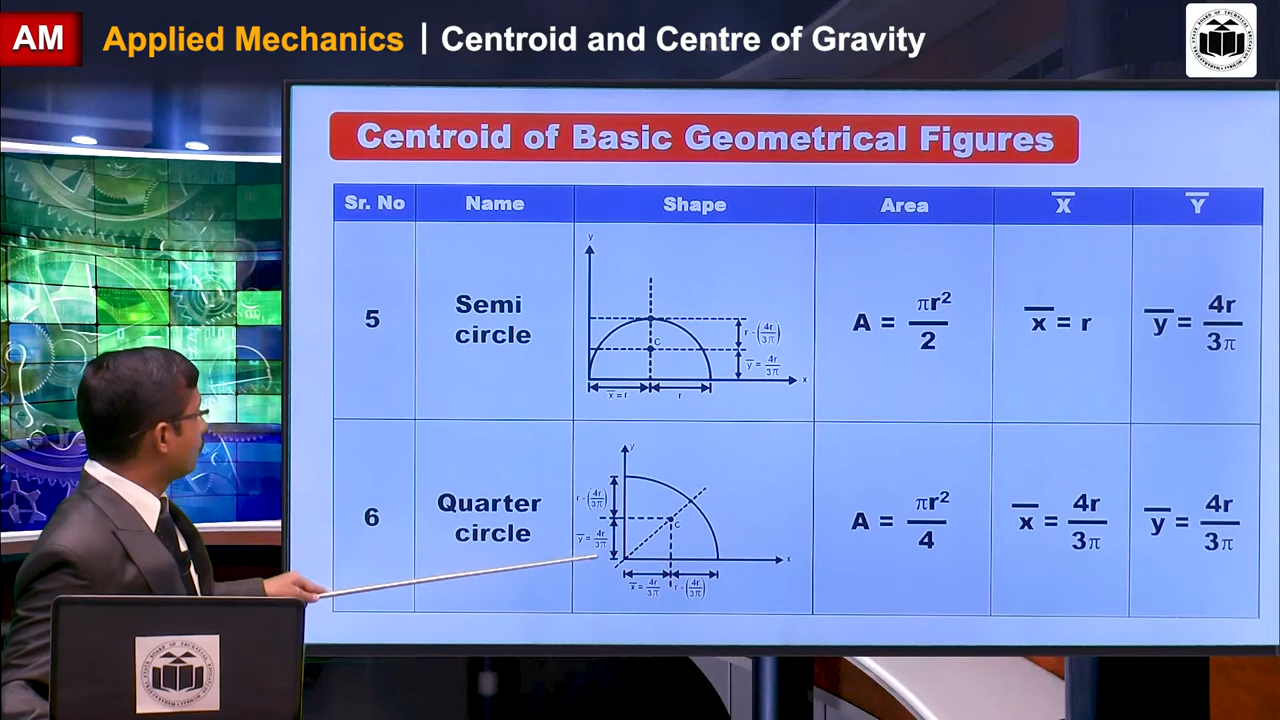 AM Applied Mechanics | Centroid and Centre of Gravity
Centroid of Basic Geometrical Figures
Sr. No Name Shape Area X̅ Y̅
5 Semi circle A = πr²/2 x̅ = r y̅ = 4r/3π
y
r - (4r/3π)
C
y̅ = 4r/3π
x
x̅ = r r
6 Quarter circle A = πr²/4 x̅ = 4r/3π y̅ = 4r/3π
y
r - (4r/3π)
C
y̅ = 4r/3π
x
x̅ = 4r/3π r - (4r/3π)